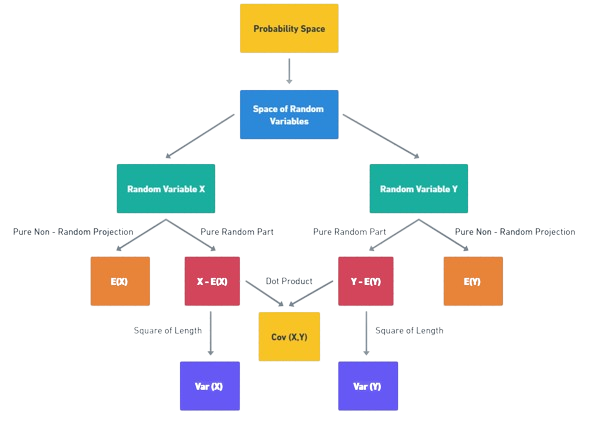 Probability Space
Space of Random
Variables
Random Variable X
Random Variable Y
Pure Non - Random Projection
Pure Random Part
Pure Random Part
Pure Non - Random Projection
E(X)
X - E(X)
Dot Product
Y - E(Y)
E(Y)
Square of Length
Cov (X,Y)
Square of Length
Var (X)
Var (Y)